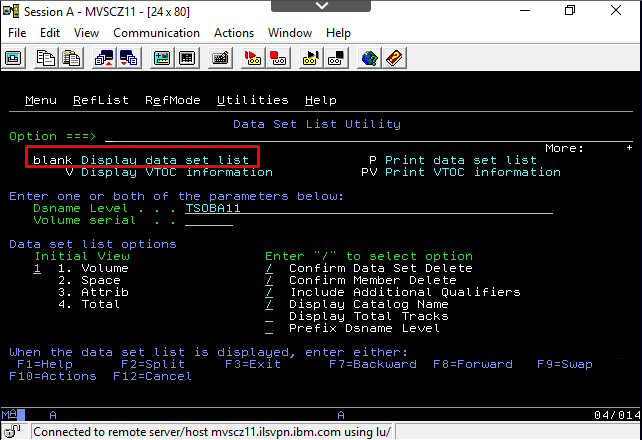 Session A - MVSCZ11 - [24 x 80]
File Edit View Communication Actions Window Help
Menu RefList RefMode Utilities Help
Data Set List Utility
Option ===>
More: +
blank Display data set list P Print data set list
V Display VTOC information PV Print VTOC information
Enter one or both of the parameters below:
Dsname Level . . . TSOBA11
Volume serial . .
Data set list options
Initial View Enter "/" to select option
1 1. Volume / Confirm Data Set Delete
2. Space / Confirm Member Delete
3. Attrib / Include Additional Qualifiers
4. Total / Display Catalog Name
Display Total Tracks
Prefix Dsname Level
When the data set list is displayed, enter either:
F1=Help F2=Split F3=Exit F7=Backward F8=Forward F9=Swap
F10=Actions F12=Cancel
MA A A 04/014
Connected to remote server/host mvscz11.ilsvpn.ibm.com using lu/